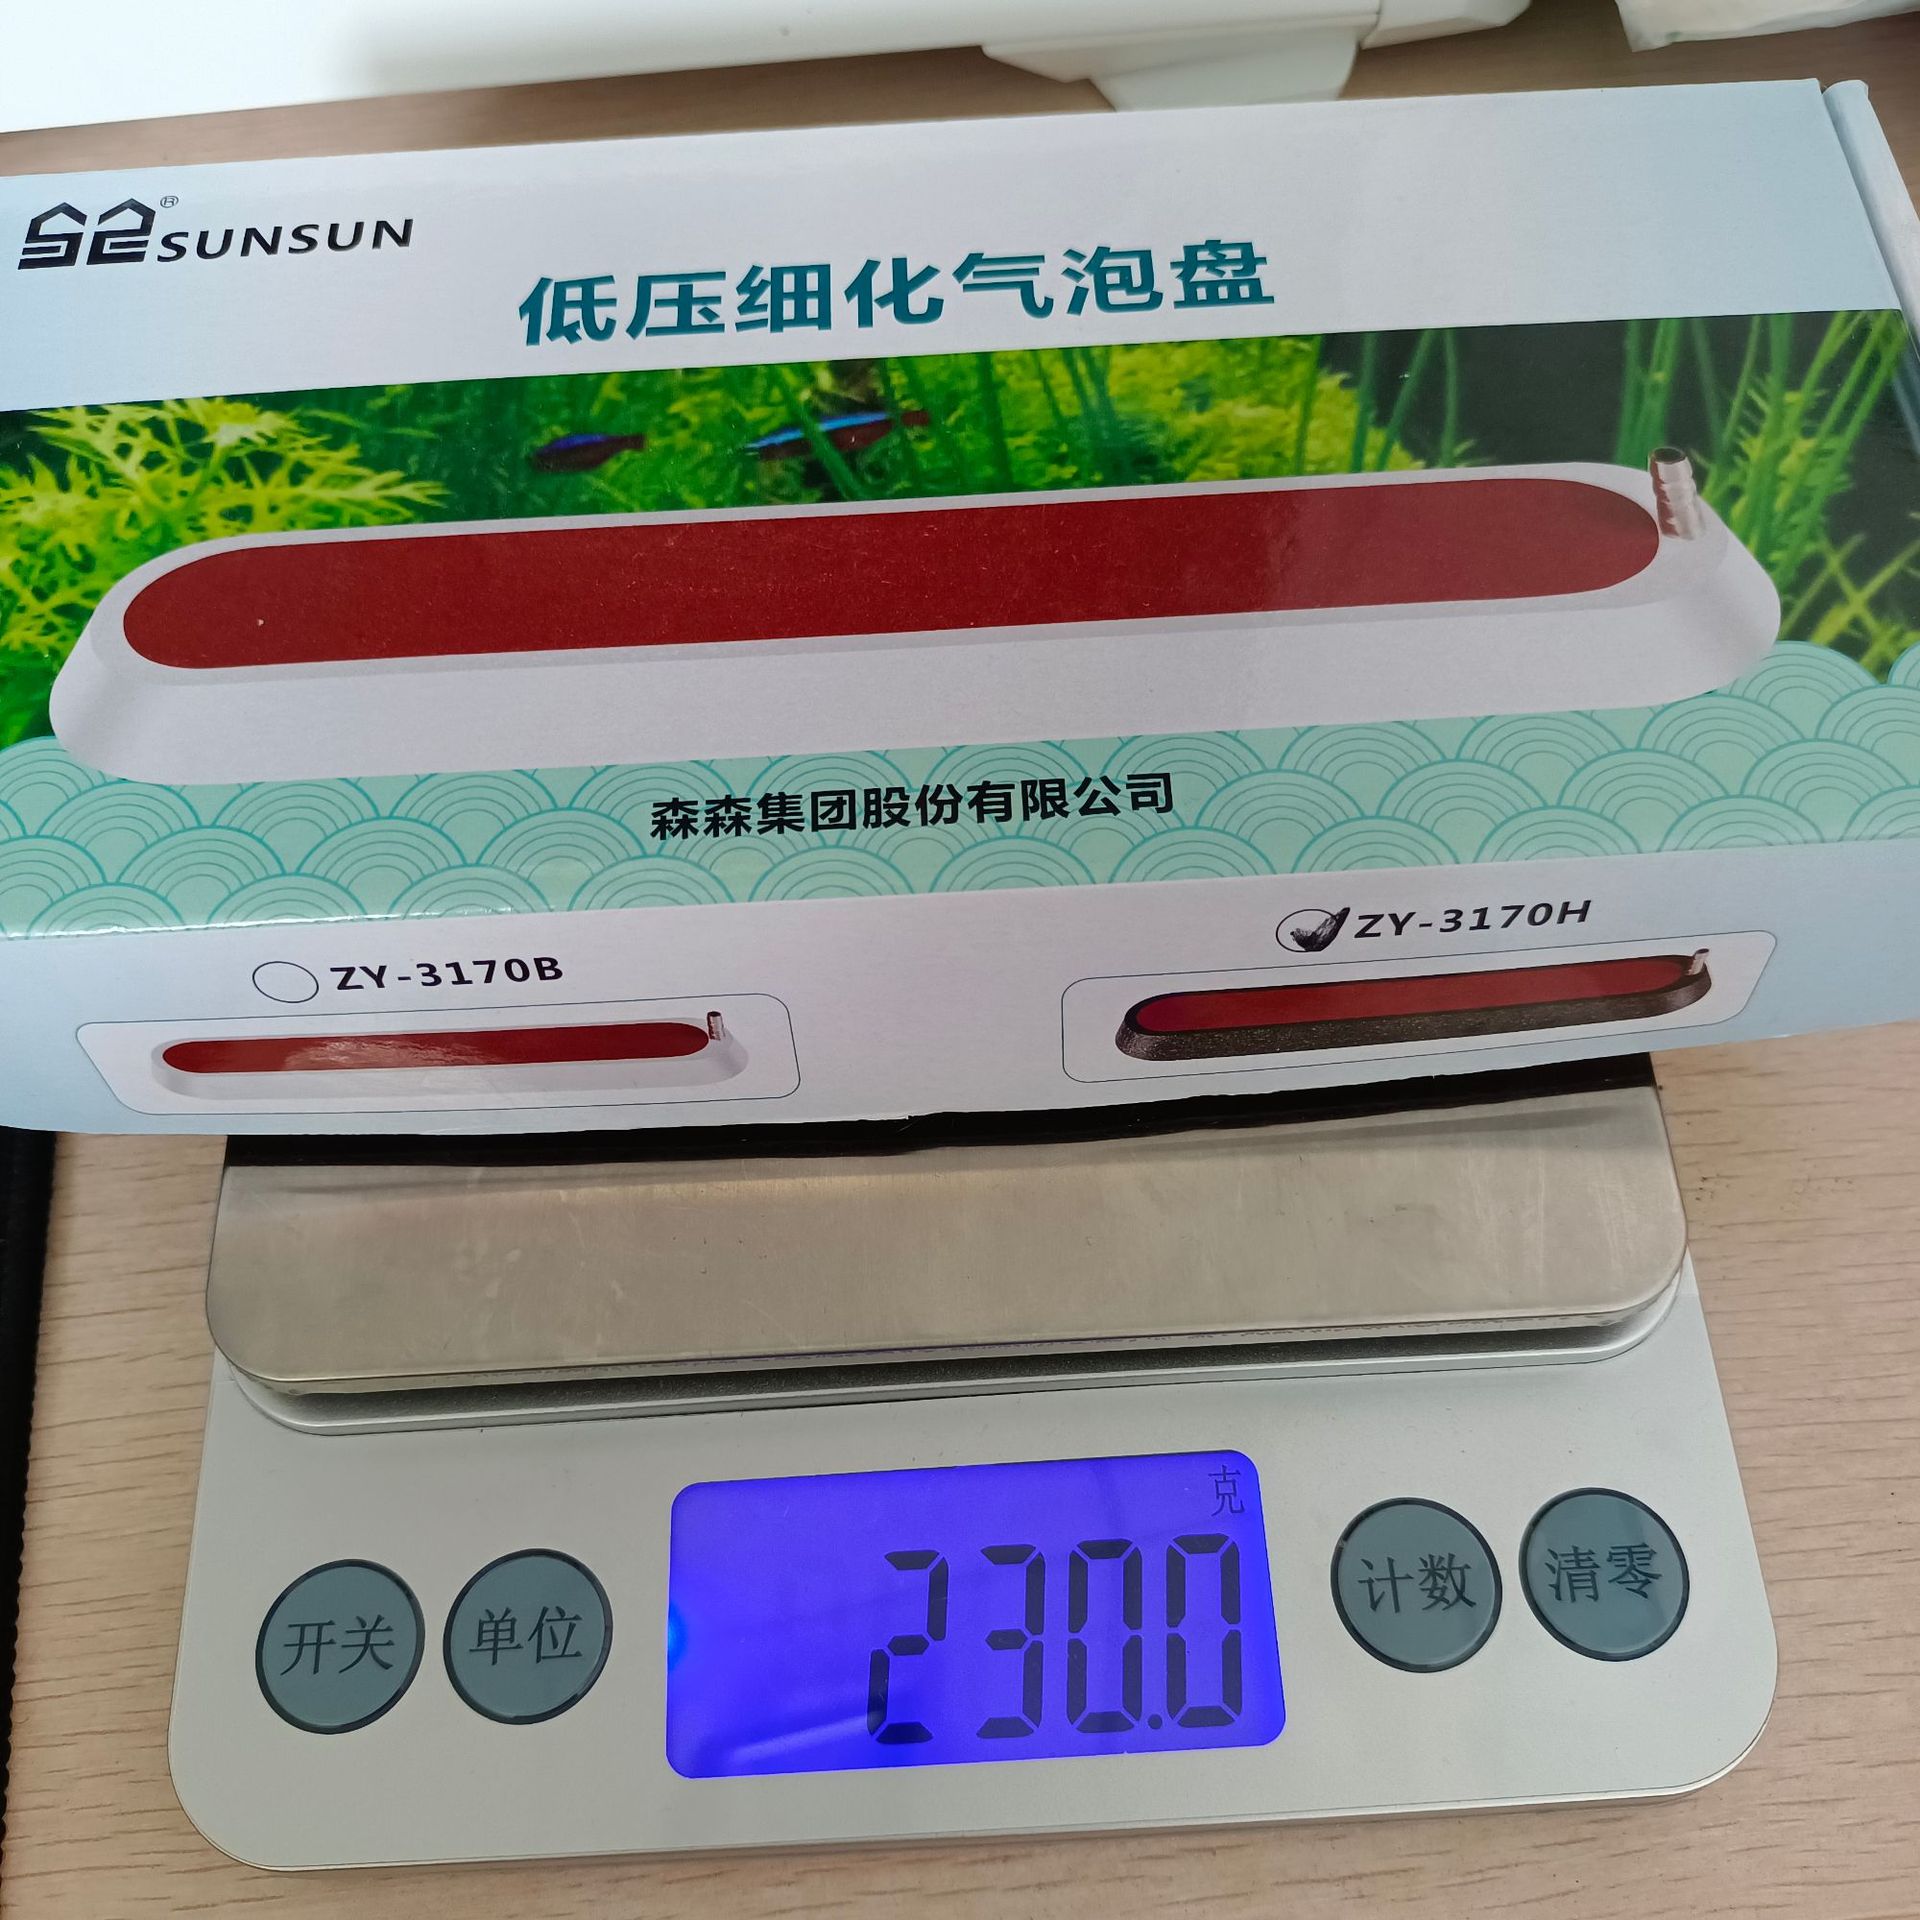 ® SUNSUN
低压细化气泡盘
森森集团股份有限公司
ZY-3170B
ZY-3170H
克
230.0
开关
单位
计数
清零